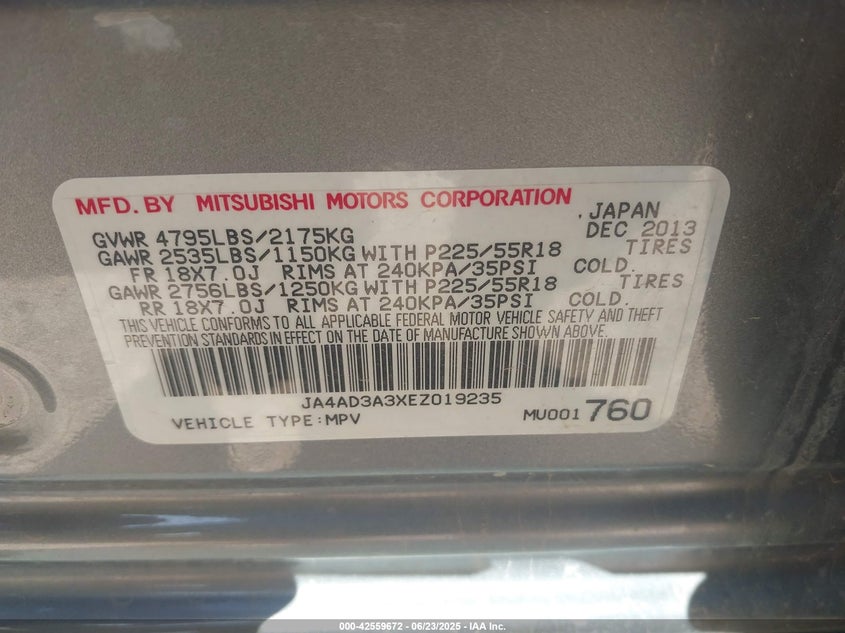 MFD. BY MITSUBISHI MOTORS CORPORATION
. JAPAN
GVWR 4795LBS/2175KG DEC 2013
GAWR 2535LBS/1150KG WITH P225/55R18 TIRES
FR 18X7.0J RIMS AT 240KPA/35PSI COLD.
GAWR 2756LBS/1250KG WITH P225/55R18 TIRES
RR 18X7.0J RIMS AT 240KPA/35PSI COLD.
THIS VEHICLE CONFORMS TO ALL APPLICABLE FEDERAL MOTOR VEHICLE SAFETY AND THEFT
PREVENTION STANDARDS IN EFFECT ON THE DATE OF MANUFACTURE SHOWN ABOVE.
JA4AD3A3XEZ019235
VEHICLE TYPE:MPV MU001 760
000-42559672 - 06/23/2025 - IAA Inc.